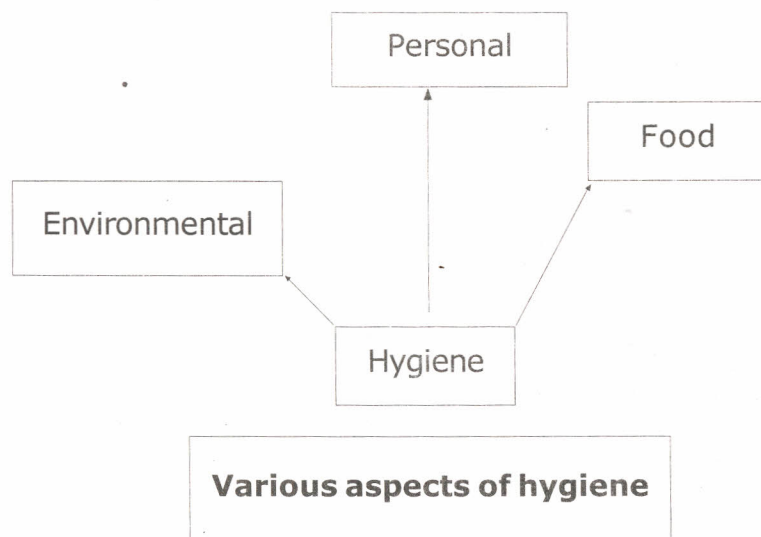 Personal
Food
Environmental
Hygiene
Various aspects of hygiene